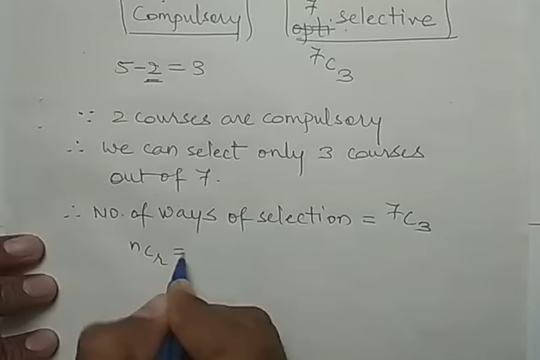 Compulsory
7
opti selective
5-2=3
⁷C₃
∵ 2 courses are compulsory
∴ we can select only 3 courses
out of 7.
∴ No. of ways of selection = ⁷C₃
ⁿCᵣ =